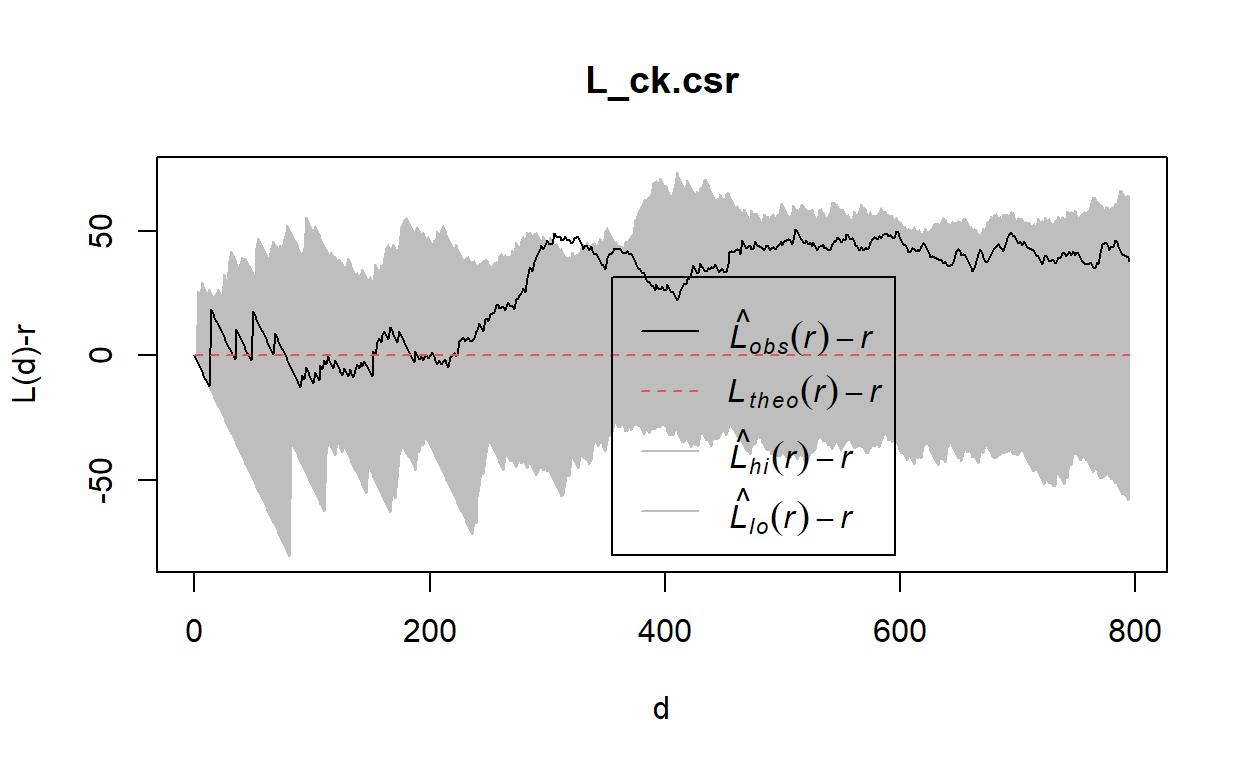 L_ck.csr
L(d)-r
50
0
-50
L̂obs(r) – r
Ltheo(r) – r
L̂hi(r) – r
L̂lo(r) – r
0 200 400 600 800
d